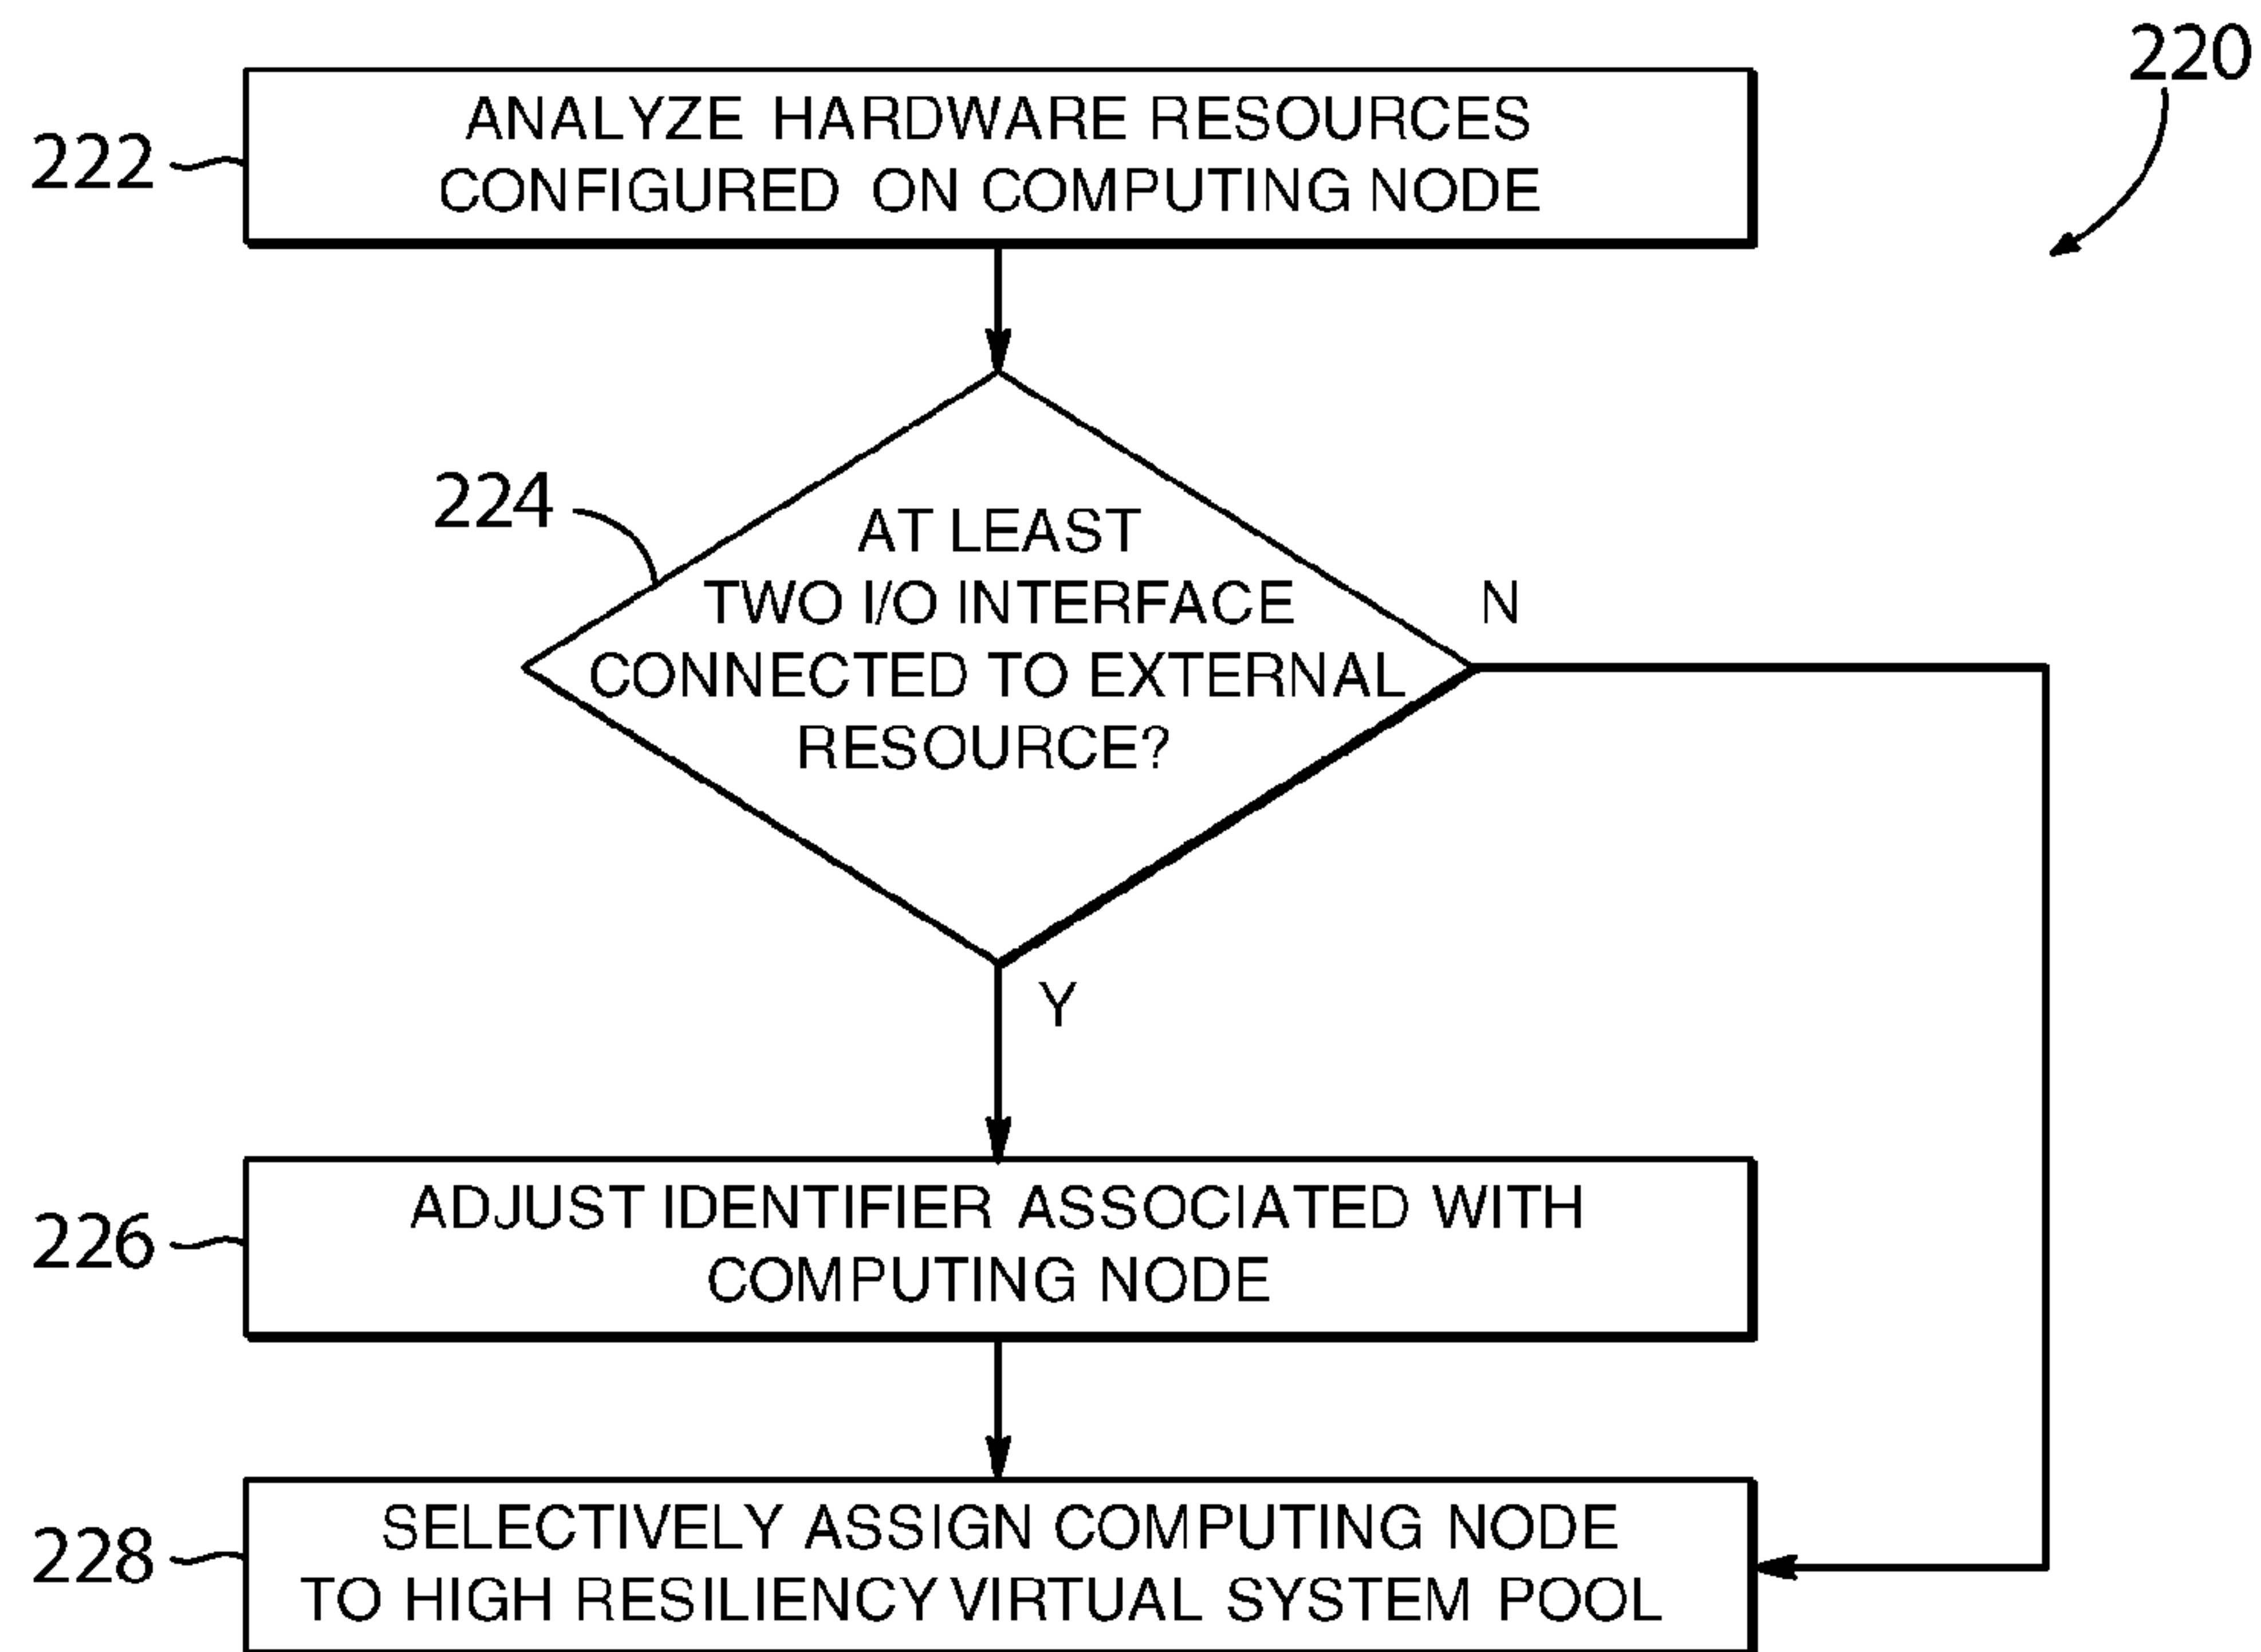 220
222
ANALYZE HARDWARE RESOURCES
CONFIGURED ON COMPUTING NODE
224
AT LEAST
TWO I/O INTERFACE
CONNECTED TO EXTERNAL
RESOURCE?
N
Y
226
ADJUST IDENTIFIER ASSOCIATED WITH
COMPUTING NODE
228
SELECTIVELY ASSIGN COMPUTING NODE
TO HIGH RESILIENCY VIRTUAL SYSTEM POOL